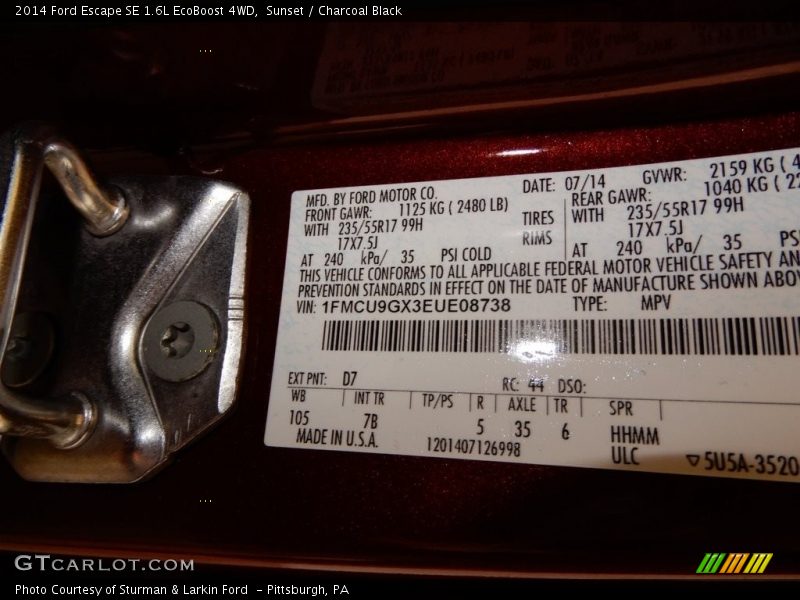 2014 Ford Escape SE 1.6L EcoBoost 4WD,  Sunset / Charcoal Black
MFD. BY FORD MOTOR CO.
DATE: 07/14
GVWR: 2159 KG (
FRONT GAWR: 1125 KG ( 2480 LB)
REAR GAWR: 1040 KG (
WITH 235/55R17 99H
TIRES
WITH 235/55R17 99H
17X7.5J
RIMS
17X7.5J
AT 240 kPa/ 35 PSI COLD
AT 240 kPa/ 35
THIS VEHICLE CONFORMS TO ALL APPLICABLE FEDERAL MOTOR VEHICLE SAFETY
PREVENTION STANDARDS IN EFFECT ON THE DATE OF MANUFACTURE SHOWN
VIN: 1FMCU9GX3EUE08738 TYPE: MPV
EXT PNT: D7 RC: 44 DSO:
WB INT TR TP/PS R AXLE TR SPR
105 7B 5 35 6 HHMM
MADE IN U.S.A. 1201407126998 ULC ▽5U5A-3520
GTCARLOT.COM
Photo Courtesy of Sturman & Larkin Ford  - Pittsburgh, PA